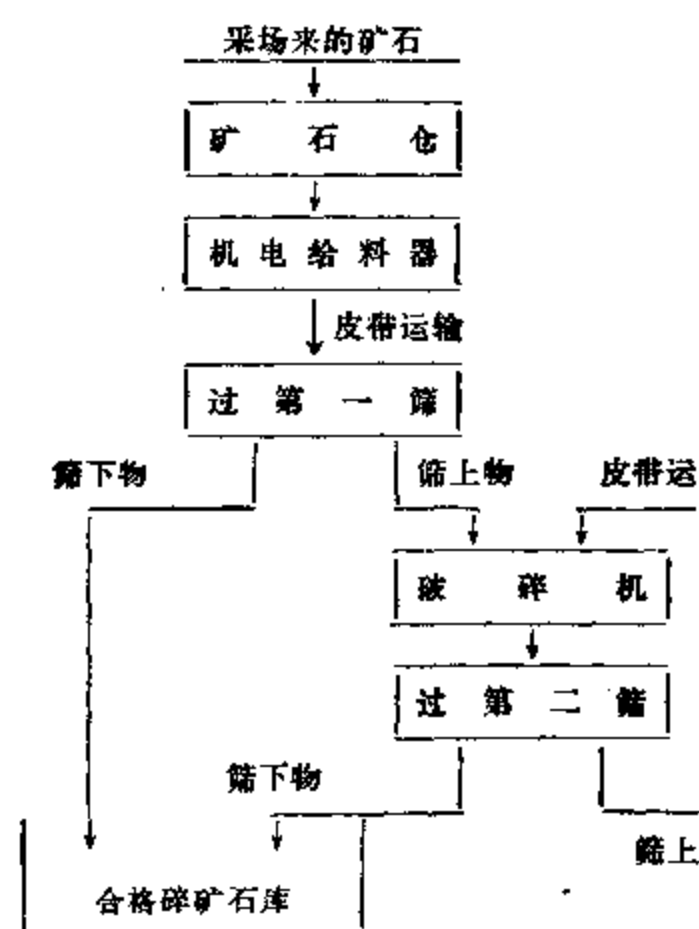 采场来的矿石
矿石仓
机电给料器
皮带运输
过第一筛
筛下物
筛上物
皮带运
破碎机
过第二筛
筛下物
筛上
合格碎矿石库